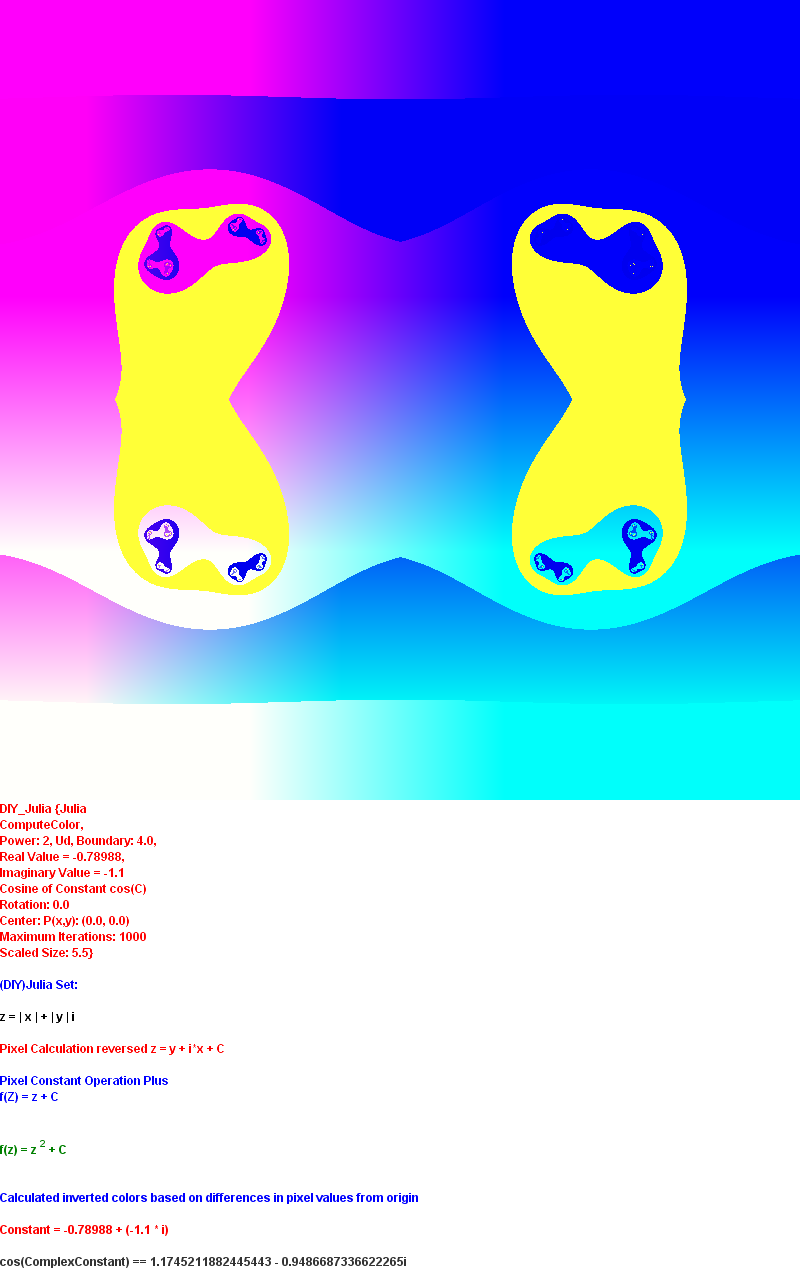 DIY_Julia {Julia
ComputeColor,
Power: 2, Ud, Boundary: 4.0,
Real Value = -0.78988,
Imaginary Value = -1.1
Cosine of Constant cos(C)
Rotation: 0.0
Center: P(x,y): (0.0, 0.0)
Maximum Iterations: 1000
Scaled Size: 5.5}
(DIY)Julia Set:
z = | x | + | y | i
Pixel Calculation reversed z = y + i*x + C
Pixel Constant Operation Plus
f(Z) = z + C
f(z) = z ² + C
Calculated inverted colors based on differences in pixel values from origin
Constant = -0.78988 + (-1.1 * i)
cos(ComplexConstant) == 1.1745211882445443 - 0.9486687336622265i